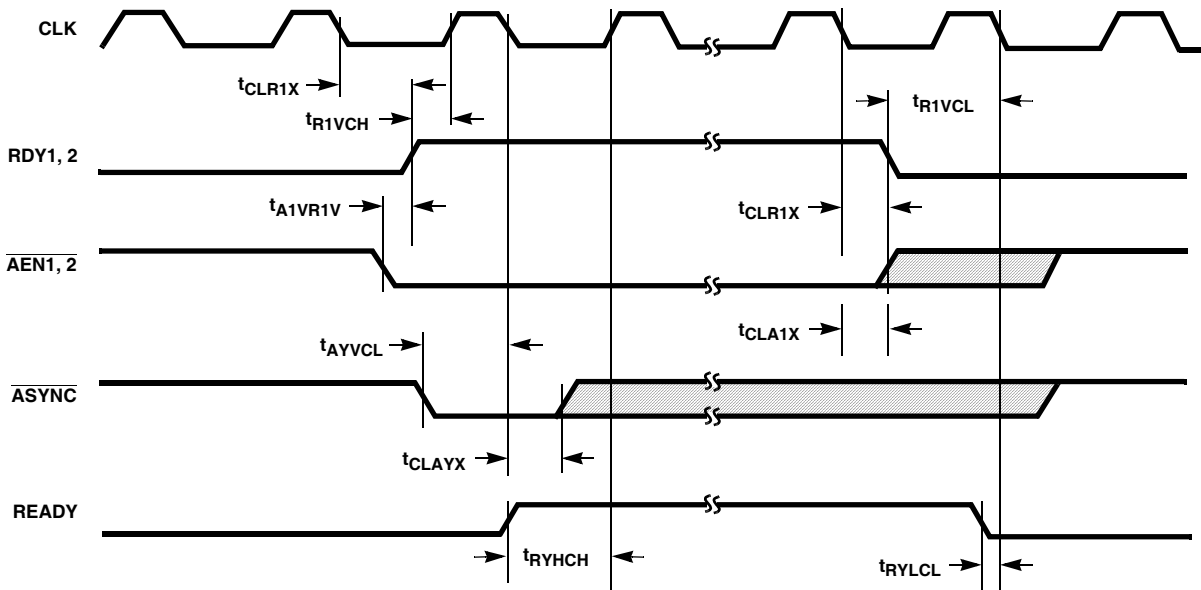 CLK
tCLR1X
tR1VCH
tR1VCL
RDY1, 2
tA1VR1V
tCLR1X
AEN1, 2
tAYVCL
tCLA1X
ASYNC
tCLAYX
READY
tRYHCH
tRYLCL